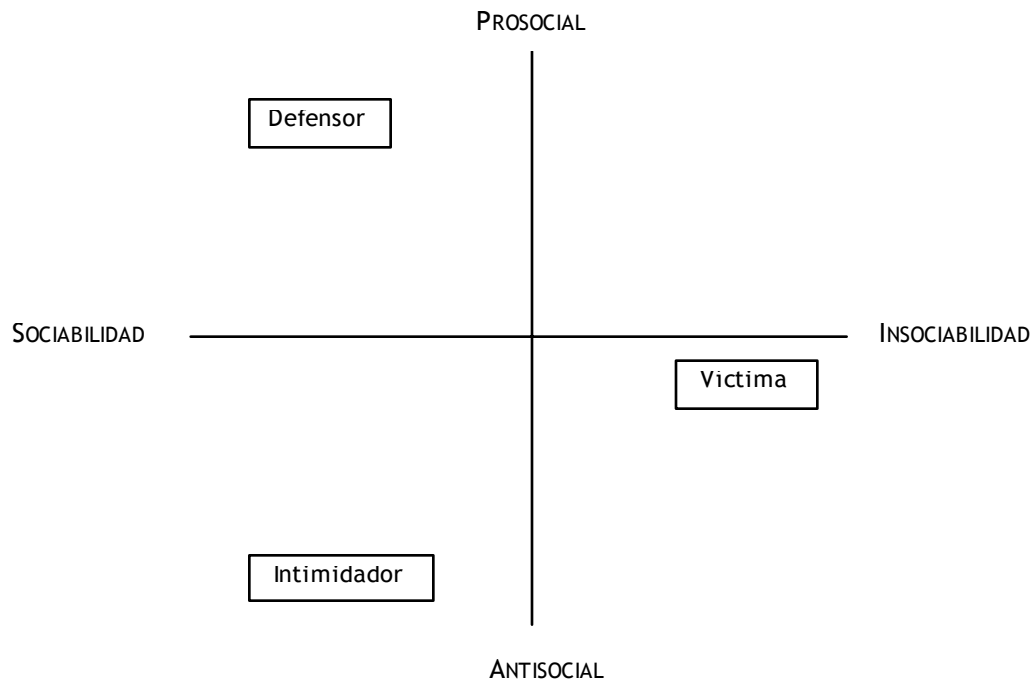 PROSOCIAL
Defensor
SOCIABILIDAD
INSOCIABILIDAD
Victima
Intimidador
ANTISOCIAL